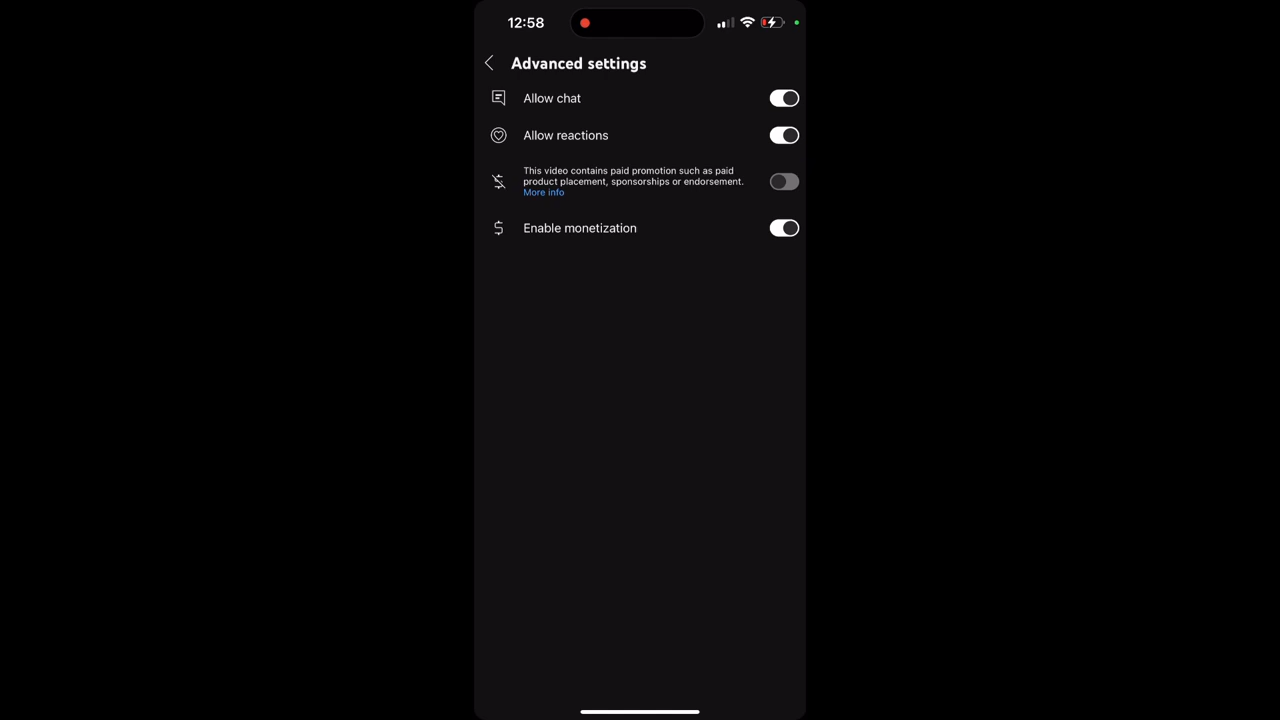 12:58
Advanced settings
Allow chat
Allow reactions
This video contains paid promotion such as paid
product placement, sponsorships or endorsement.
More info
Enable monetization